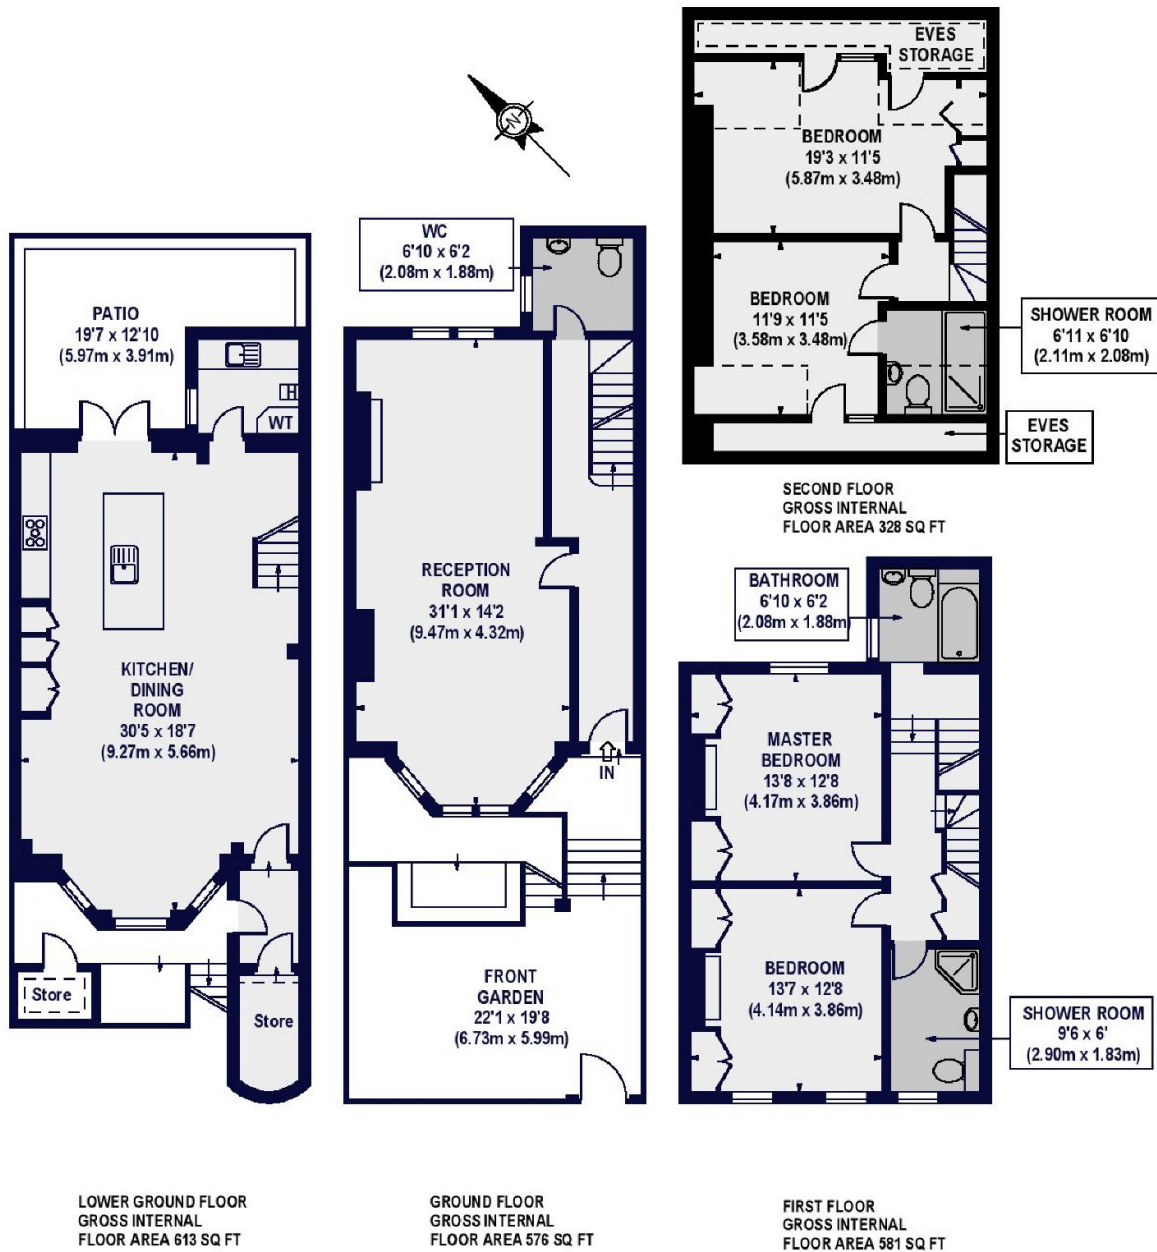 EVES
STORAGE
N
BEDROOM
19'3 x 11'5
(5.87m x 3.48m)
WC
6'10 x 6'2
(2.08m x 1.88m)
PATIO
19'7 x 12'10
(5.97m x 3.91m)
BEDROOM
11'9 x 11'5
(3.58m x 3.48m)
SHOWER ROOM
6'11 x 6'10
(2.11m x 2.08m)
WT
EVES
STORAGE
SECOND FLOOR
GROSS INTERNAL
FLOOR AREA 328 SQ FT
RECEPTION
ROOM
31'1 x 14'2
(9.47m x 4.32m)
BATHROOM
6'10 x 6'2
(2.08m x 1.88m)
KITCHEN/
DINING
ROOM
30'5 x 18'7
(9.27m x 5.66m)
IN
MASTER
BEDROOM
13'8 x 12'8
(4.17m x 3.86m)
Store
Store
FRONT
GARDEN
22'1 x 19'8
(6.73m x 5.99m)
BEDROOM
13'7 x 12'8
(4.14m x 3.86m)
SHOWER ROOM
9'6 x 6'
(2.90m x 1.83m)
LOWER GROUND FLOOR
GROSS INTERNAL
FLOOR AREA 613 SQ FT
GROUND FLOOR
GROSS INTERNAL
FLOOR AREA 576 SQ FT
FIRST FLOOR
GROSS INTERNAL
FLOOR AREA 581 SQ FT